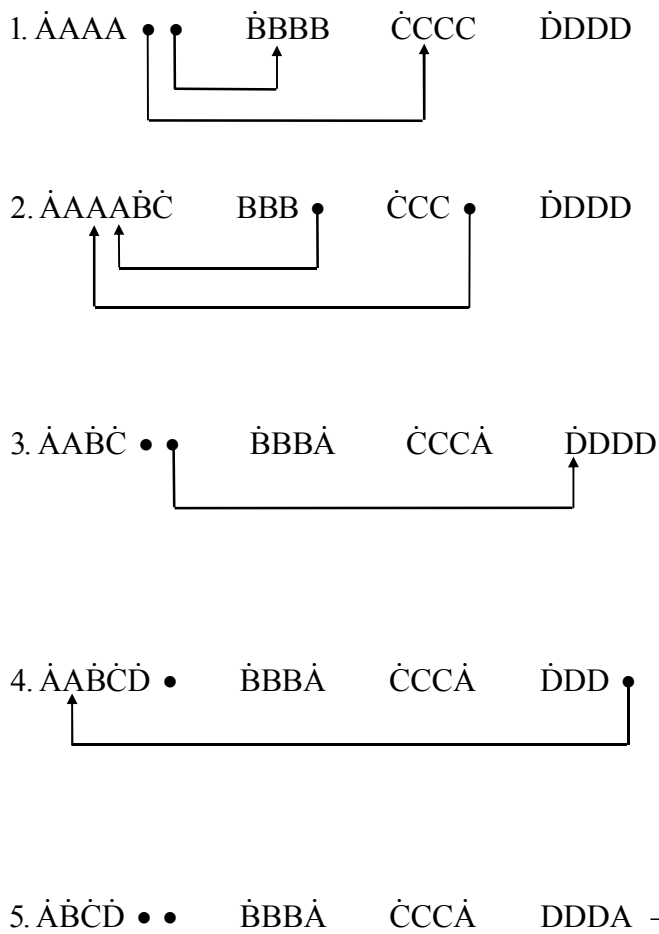 1. ȦAAA • • ḂBBB ĊCCC ḊDDD
2. ȦAAAḂĊ BBB • ĊCC • ḊDDD
3. ȦAḂĊ • • ḂBBȦ ĊCCȦ ḊDDD
4. ȦAḂĊḊ • ḂBBȦ ĊCCȦ ḊDD •
5. ȦḂĊḊ • • ḂBBȦ ĊCCȦ DDDA –